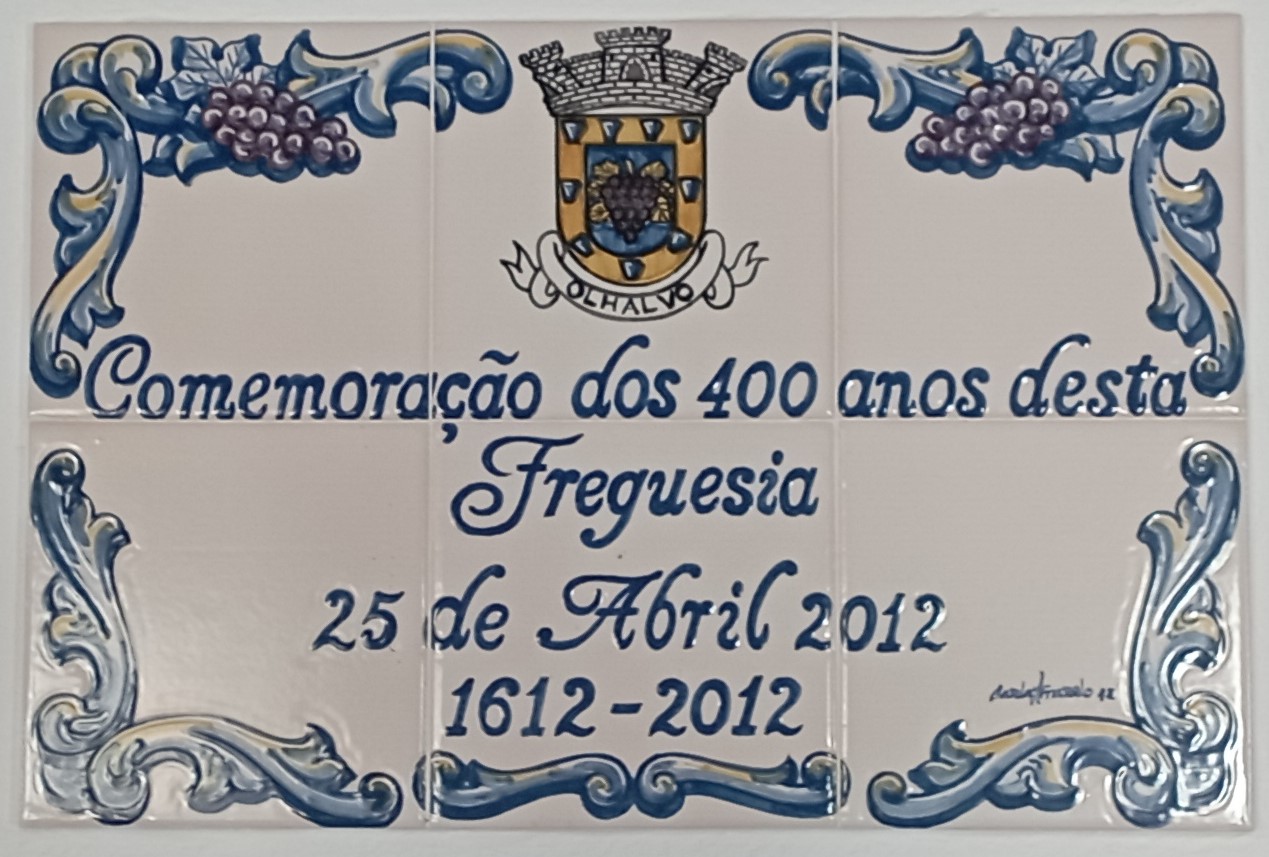 OLHALVO
Comemoração dos 400 anos desta
Freguesia
25 de Abril 2012
1612-2012